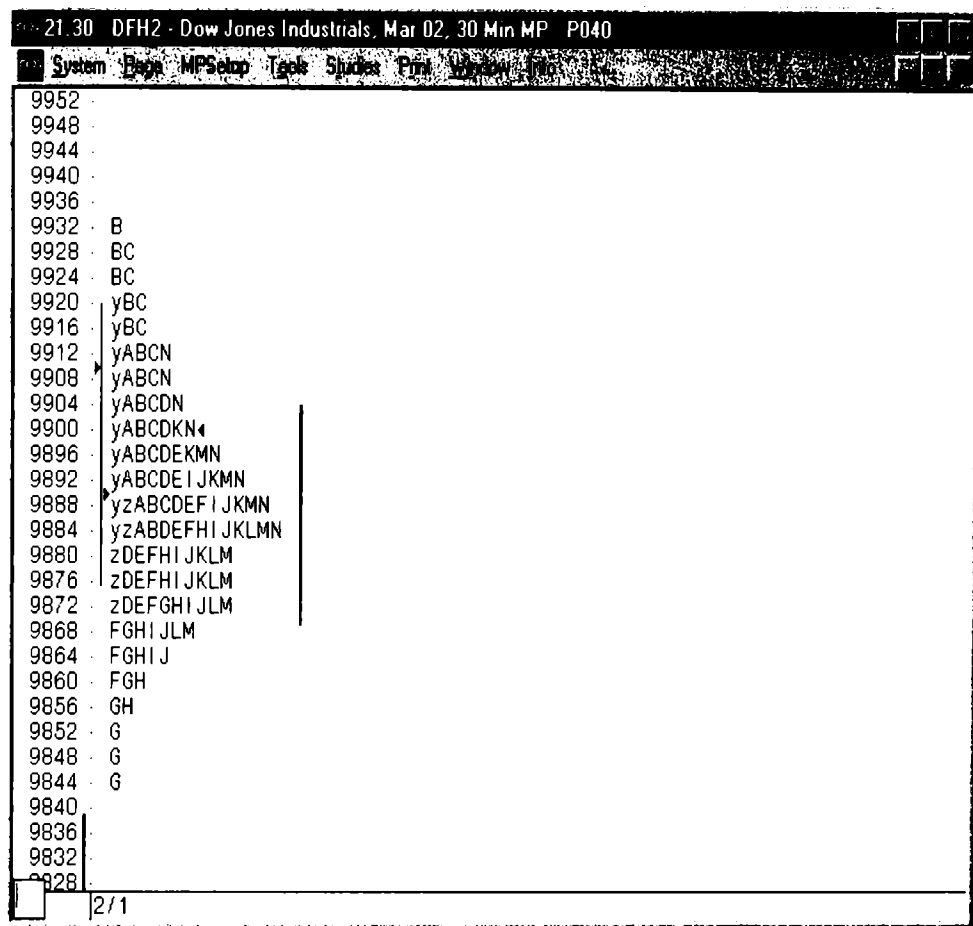 21.30 DFH2 - Dow Jones Industrials, Mar 02, 30 Min MP P040
System Page MPSetup Tools Studies Print Window Info
9952
9948
9944
9940
9936
9932 B
9928 BC
9924 BC
9920 yBC
9916 yBC
9912 yABCN
9908 yABCN
9904 yABCDN
9900 yABCDKN
9896 yABCDEKMN
9892 yABCDEIJKMN
9888 yzABCDEFIJKMN
9884 yzABDEFHIJKLMN
9880 zDEFHIJKLM
9876 zDEFHIJKLM
9872 zDEFGHIJLM
9868 FGHIJLM
9864 FGHIJ
9860 FGH
9856 GH
9852 G
9848 G
9844 G
9840
9836
9832
9828
2/1